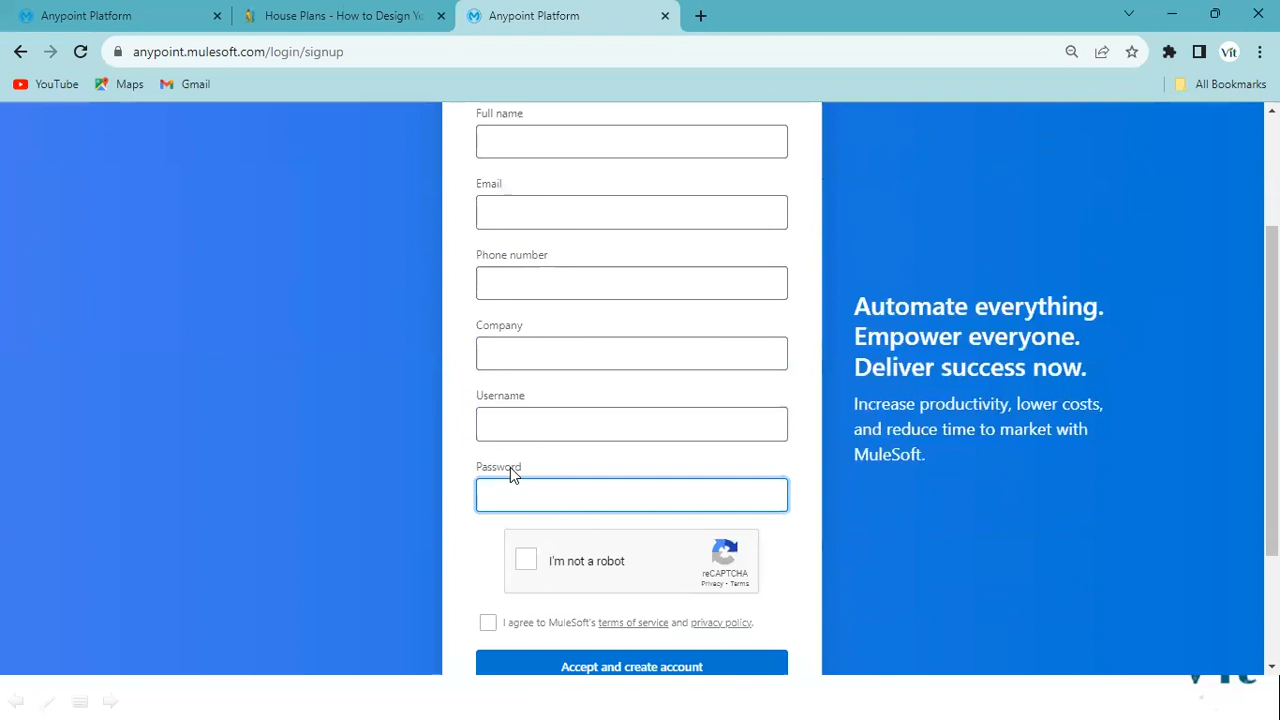 Anypoint Platform
House Plans - How to Design Y
Anypoint Platform
anypoint.mulesoft.com/login/signup
Vit
YouTube
Maps
Gmail
All Bookmarks
Full name
Email
Phone number
Company
Username
Password
I'm not a robot
reCAPTCHA
Privacy • Terms
I agree to MuleSoft's terms of service and privacy policy.
Accept and create account
Automate everything.
Empower everyone.
Deliver success now.
Increase productivity, lower costs,
and reduce time to market with
MuleSoft.